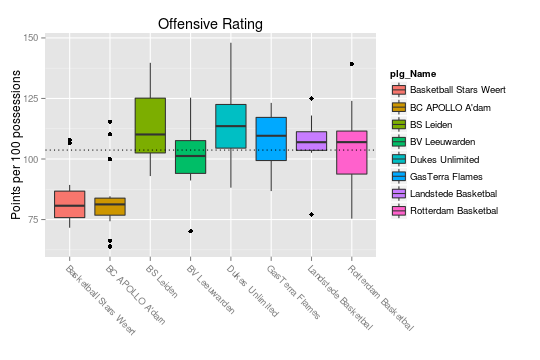 Offensive Rating
Points per 100 possessions
150
125
100
75
Basketball Stars Weert
BC APOLLO A'dam
BS Leiden
BV Leeuwarden
Dukes Unlimited
GasTerra Flames
Landstede Basketbal
Rotterdam Basketbal
plg_Name
Basketball Stars Weert
BC APOLLO A'dam
BS Leiden
BV Leeuwarden
Dukes Unlimited
GasTerra Flames
Landstede Basketbal
Rotterdam Basketbal